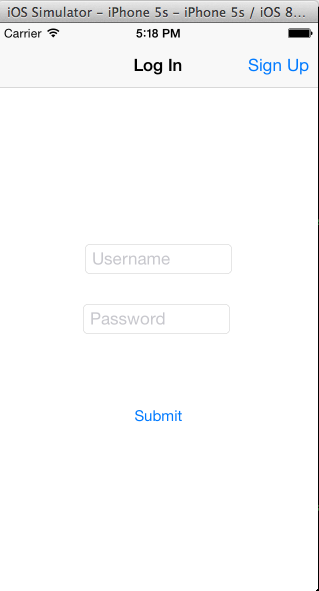 iOS Simulator – iPhone 5s – iPhone 5s / iOS 8...
Carrier 5:18 PM
Log In Sign Up
Username
Password
Submit